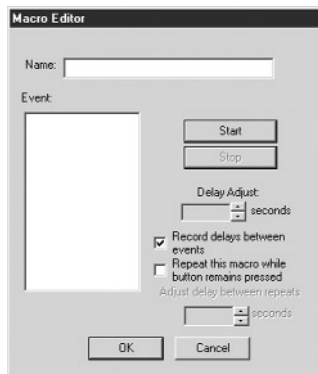 Macro Editor
Name:
Event:
Start
Stop
Delay Adjust:
seconds
Record delays between
events
Repeat this macro while
button remains pressed
Adjust delay between repeats
seconds
OK
Cancel